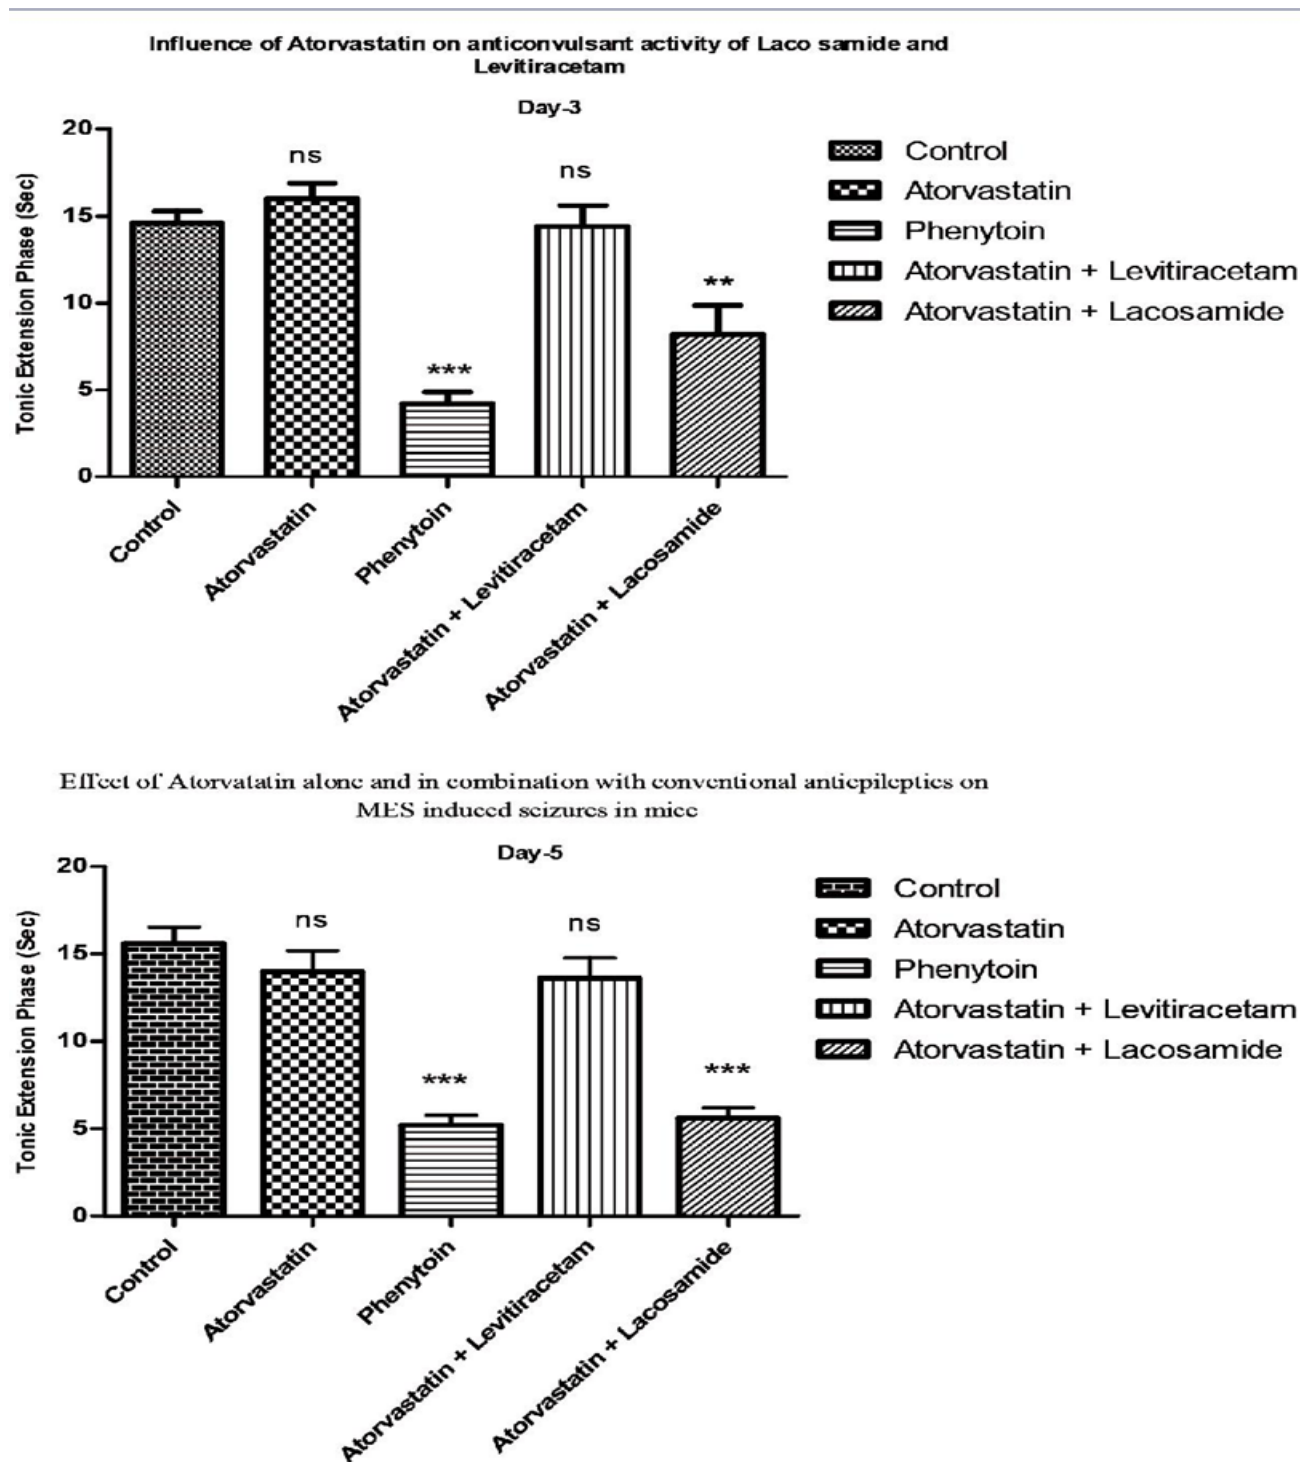 Influence of Atorvastatin on anticonvulsant activity of Laco samide and
Levitiracetam
Day-3
Tonic Extension Phase (Sec)
20
15
10
5
0
ns
***
ns
**
Control
Atorvastatin
Phenytoin
Atorvastatin + Levitiracetam
Atorvastatin + Lacosamide
Control
Atorvastatin
Phenytoin
Atorvastatin + Levitiracetam
Atorvastatin + Lacosamide
Effect of Atorvatatin alone and in combination with conventional antiepileptics on
MES induced seizures in mice
Day-5
Tonic Extension Phase (Sec)
20
15
10
5
0
ns
***
ns
***
Control
Atorvastatin
Phenytoin
Atorvastatin + Levitiracetam
Atorvastatin + Lacosamide
Control
Atorvastatin
Phenytoin
Atorvastatin + Levitiracetam
Atorvastatin + Lacosamide